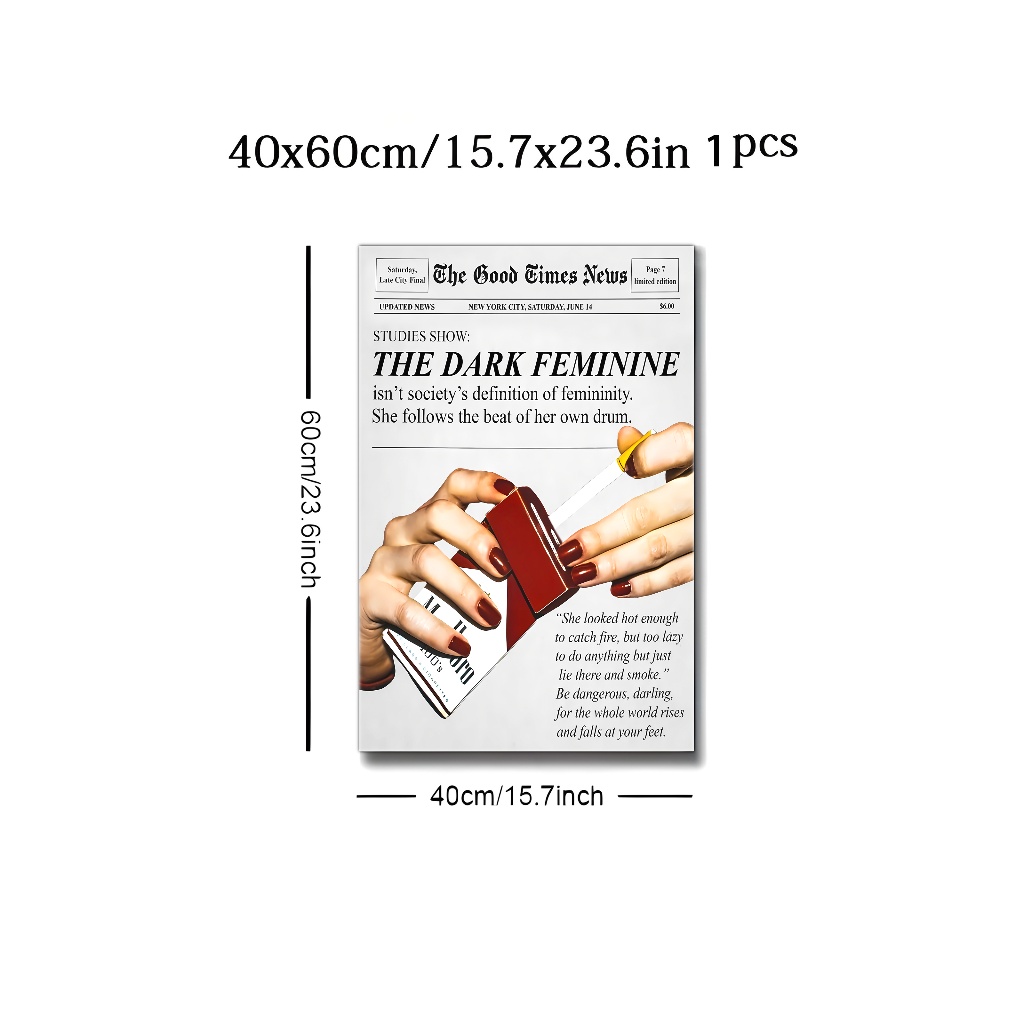 40x60cm/15.7x23.6in 1pcs
Saturday,
Late City Final
The Good Times News
Page 7
limited edition
UPDATED NEWS
NEW YORK CITY, SATURDAY, JUNE 14
$6.00
STUDIES SHOW:
THE DARK FEMININE
isn't society's definition of femininity.
She follows the beat of her own drum.
100's
"She looked hot enough
to catch fire, but too lazy
to do anything but just
lie there and smoke."
Be dangerous, darling,
for the whole world rises
and falls at your feet.
60cm/23.6inch
40cm/15.7inch